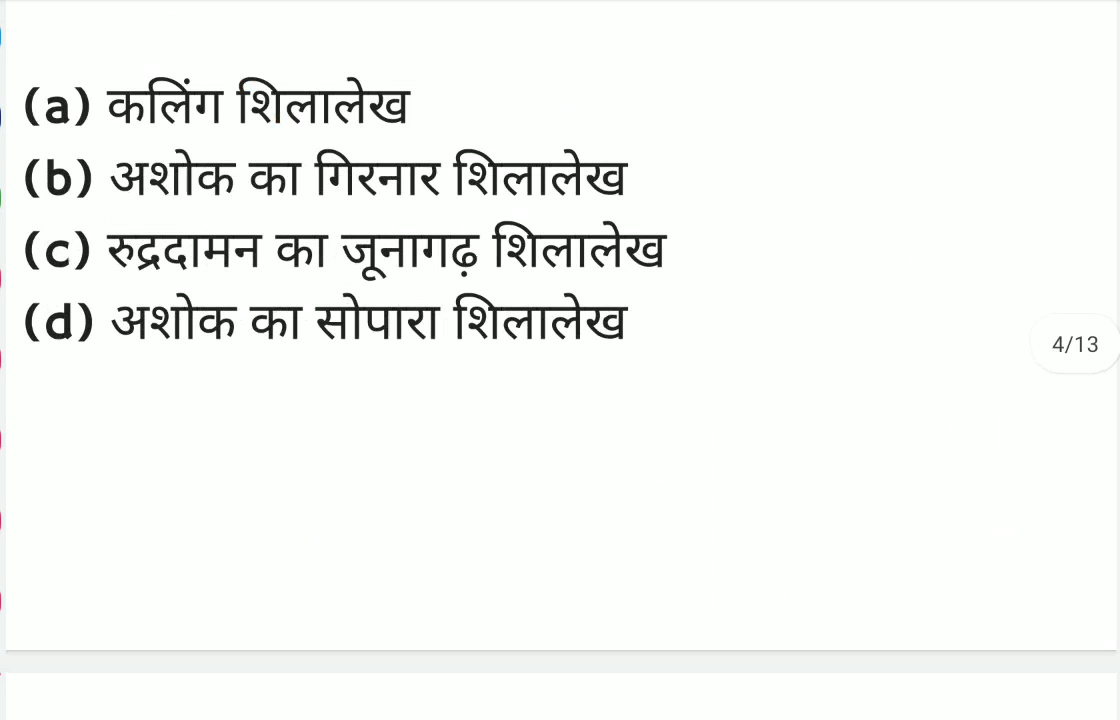 (a) कलिंग शिलालेख
(b) अशोक का गिरनार शिलालेख
(c) रुद्रदामन का जूनागढ़ शिलालेख
(d) अशोक का सोपारा शिलालेख
4/13